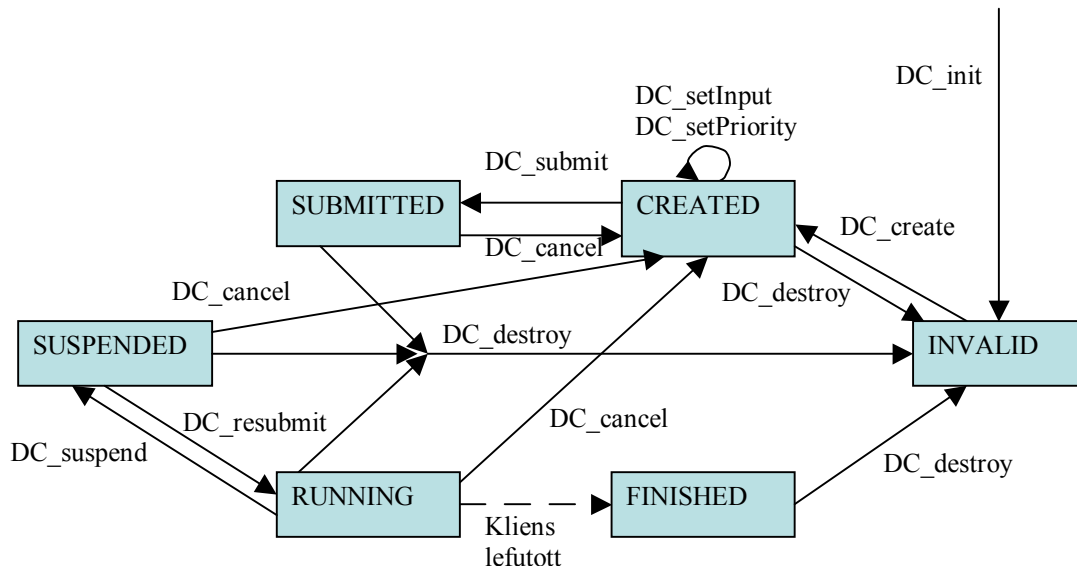 DC_init
DC_setInput
DC_setPriority
DC_submit
SUBMITTED
CREATED
DC_create
DC_cancel
DC_cancel
DC_destroy
SUSPENDED
DC_destroy
INVALID
DC_resubmit
DC_cancel
DC_suspend
DC_destroy
RUNNING
FINISHED
Kliens
lefutott